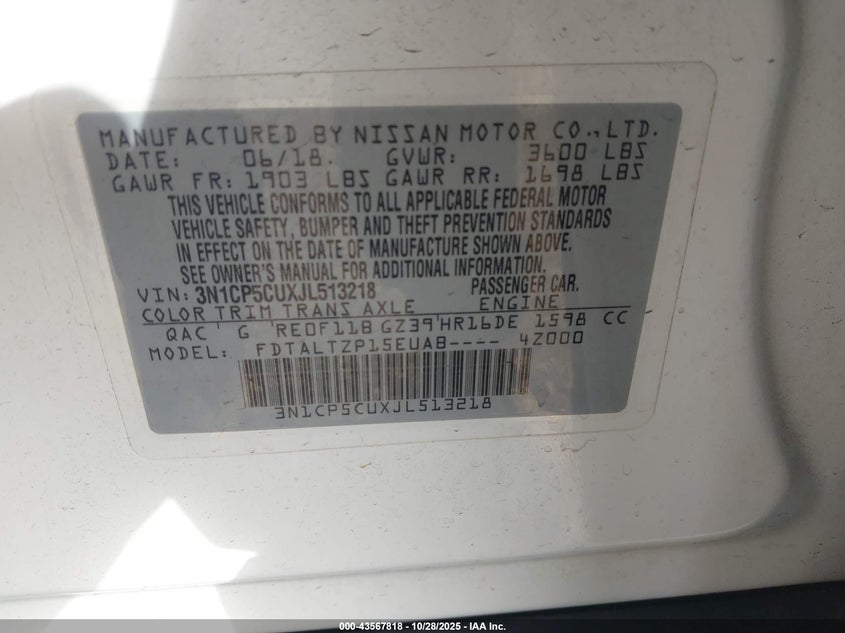 MANUFACTURED BY NISSAN MOTOR CO., LTD.
DATE: 06/18. GVWR: 3600 LBS
GAWR FR: 1903 LBS GAWR RR: 1698 LBS
THIS VEHICLE CONFORMS TO ALL APPLICABLE FEDERAL MOTOR
VEHICLE SAFETY, BUMPER AND THEFT PREVENTION STANDARDS
IN EFFECT ON THE DATE OF MANUFACTURE SHOWN ABOVE.
SEE OWNER'S MANUAL FOR ADDITIONAL INFORMATION.
VIN: 3N1CP5CUXJL513218 PASSENGER CAR.
COLOR TRIM TRANS AXLE ENGINE
QAC G RE0F11B GZ39 HR16DE 1598 CC
MODEL: FDTALTZP15EUAB---- 4Z000
3N1CP5CUXJL513218
000-43567818 | 10/28/2025 - IAA Inc.